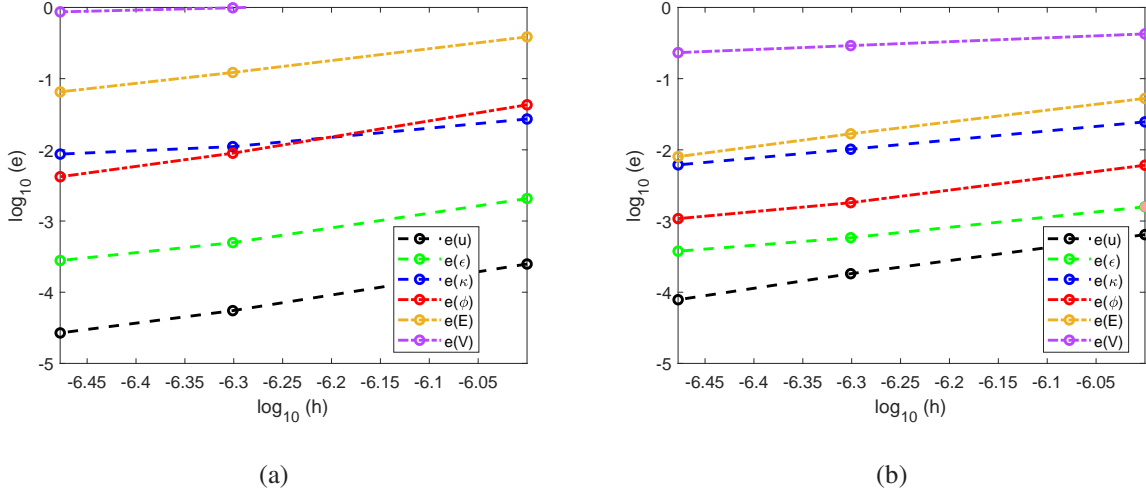 0
-1
-2
-3
-4
-5
log10 (e)
-6.45 -6.4 -6.35 -6.3 -6.25 -6.2 -6.15 -6.1 -6.05
log10 (h)
e(u)
e(ϵ)
e(κ)
e(ϕ)
e(E)
e(V)
(a)
0
-1
-2
-3
-4
-5
log10 (e)
-6.45 -6.4 -6.35 -6.3 -6.25 -6.2 -6.15 -6.1 -6.05
log10 (h)
e(u)
e(ϵ)
e(κ)
e(ϕ)
e(E)
e(V)
(b)